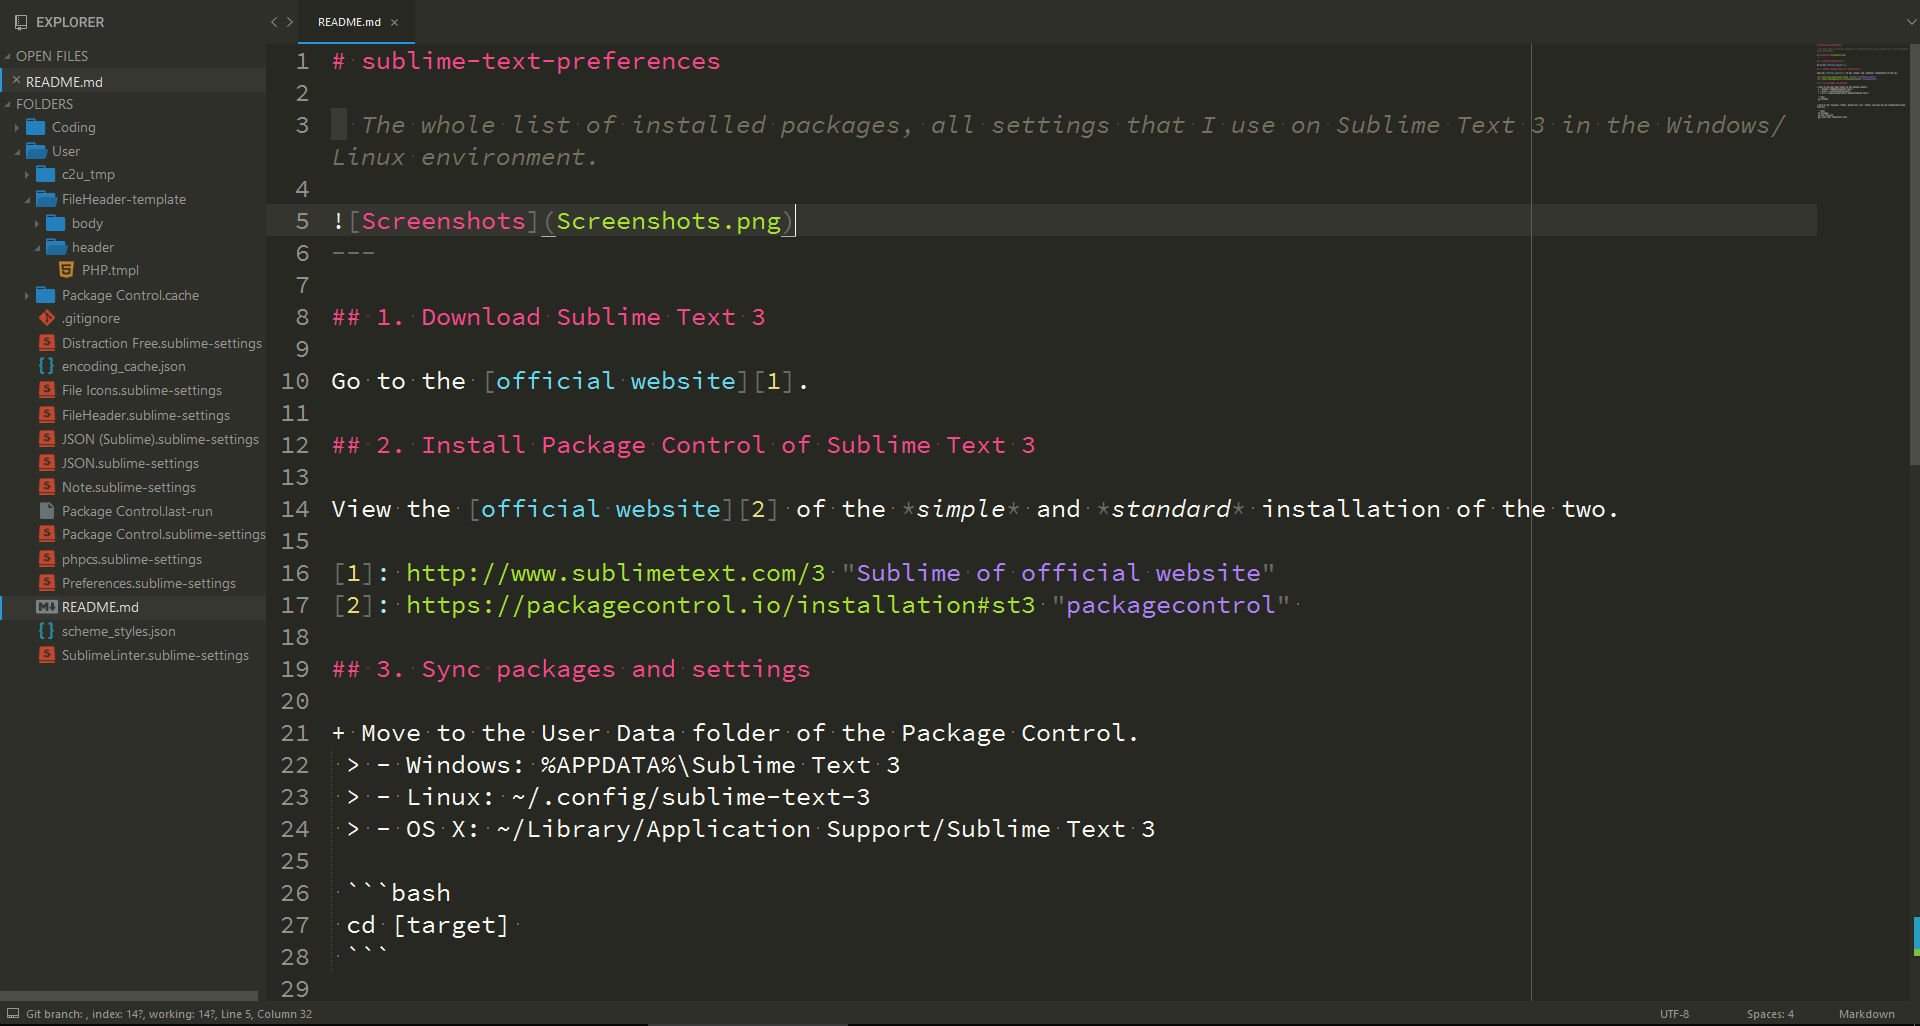 EXPLORER
README.md ×
OPEN FILES
× README.md
FOLDERS
Coding
User
c2u_tmp
FileHeader-template
body
header
PHP.tmpl
Package Control.cache
.gitignore
Distraction Free.sublime-settings
encoding_cache.json
File Icons.sublime-settings
FileHeader.sublime-settings
JSON (Sublime).sublime-settings
JSON.sublime-settings
Note.sublime-settings
Package Control.last-run
Package Control.sublime-settings
phpcs.sublime-settings
Preferences.sublime-settings
README.md
scheme_styles.json
SublimeLinter.sublime-settings
1 # sublime-text-preferences
2
3 The whole list of installed packages, all settings that I use on Sublime Text 3 in the Windows/
Linux environment.
4
5 ![Screenshots](Screenshots.png)
6 ---
7
8 ## 1. Download Sublime Text 3
9
10 Go to the [official website][1].
11
12 ## 2. Install Package Control of Sublime Text 3
13
14 View the [official website][2] of the *simple* and *standard* installation of the two.
15
16 [1]: http://www.sublimetext.com/3 "Sublime of official website"
17 [2]: https://packagecontrol.io/installation#st3 "packagecontrol"
18
19 ## 3. Sync packages and settings
20
21 + Move to the User Data folder of the Package Control.
22 > - Windows: %APPDATA%\Sublime Text 3
23 > - Linux: ~/.config/sublime-text-3
24 > - OS X: ~/Library/Application Support/Sublime Text 3
25
26 ```bash
27 cd [target]
28 ```
29
Git branch: , index: 14?, working: 14?, Line 5, Column 32
UTF-8
Spaces: 4
Markdown